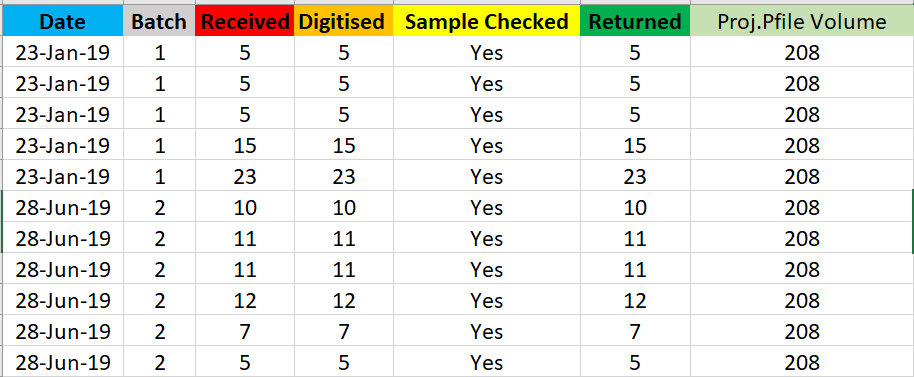 Date Batch Received Digitised Sample Checked Returned Proj.Pfile Volume
23-Jan-19 1 5 5 Yes 5 208
23-Jan-19 1 5 5 Yes 5 208
23-Jan-19 1 5 5 Yes 5 208
23-Jan-19 1 15 15 Yes 15 208
23-Jan-19 1 23 23 Yes 23 208
28-Jun-19 2 10 10 Yes 10 208
28-Jun-19 2 11 11 Yes 11 208
28-Jun-19 2 11 11 Yes 11 208
28-Jun-19 2 12 12 Yes 12 208
28-Jun-19 2 7 7 Yes 7 208
28-Jun-19 2 5 5 Yes 5 208